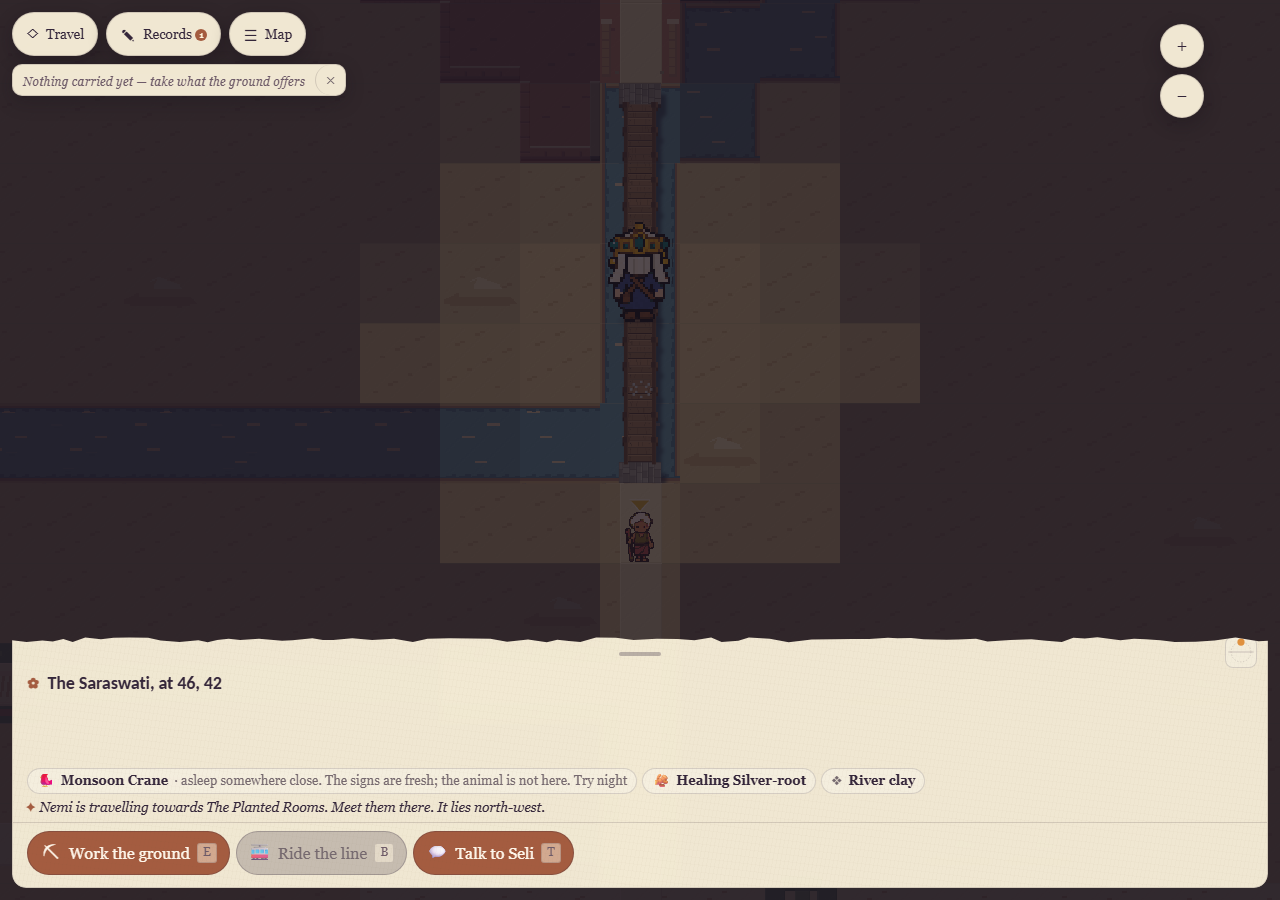 Travel
Records 1
Map
Nothing carried yet — take what the ground offers ×
+
−
The Saraswati, at 46, 42
Monsoon Crane · asleep somewhere close. The signs are fresh; the animal is not here. Try night
Healing Silver-root
River clay
Nemi is travelling towards The Planted Rooms. Meet them there. It lies north-west.
Work the ground E
Ride the line B
Talk to Seli T